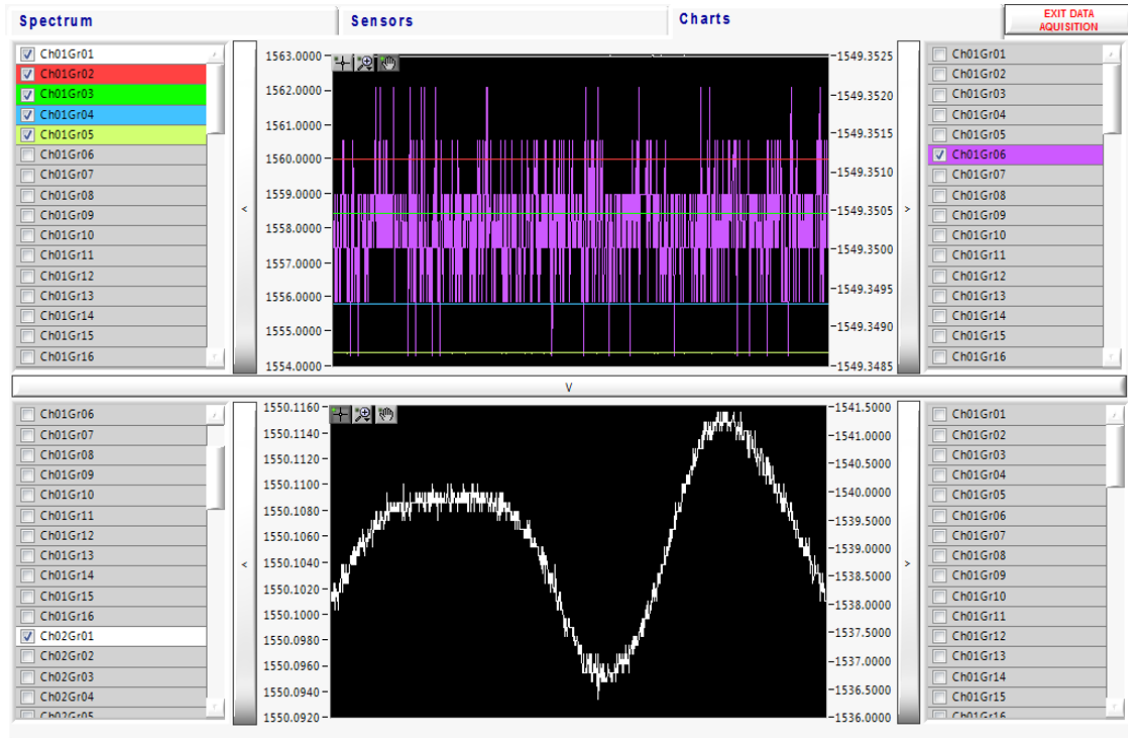 Spectrum
Sensors
Charts
EXIT DATA
AQUISITION
Ch01Gr01
Ch01Gr02
Ch01Gr03
Ch01Gr04
Ch01Gr05
Ch01Gr06
Ch01Gr07
Ch01Gr08
Ch01Gr09
Ch01Gr10
Ch01Gr11
Ch01Gr12
Ch01Gr13
Ch01Gr14
Ch01Gr15
Ch01Gr16
<
1563.0000
1562.0000
1561.0000
1560.0000
1559.0000
1558.0000
1557.0000
1556.0000
1555.0000
1554.0000
1549.3525
1549.3520
1549.3515
1549.3510
1549.3505
1549.3500
1549.3495
1549.3490
1549.3485
>
Ch01Gr01
Ch01Gr02
Ch01Gr03
Ch01Gr04
Ch01Gr05
Ch01Gr06
Ch01Gr07
Ch01Gr08
Ch01Gr09
Ch01Gr10
Ch01Gr11
Ch01Gr12
Ch01Gr13
Ch01Gr14
Ch01Gr15
Ch01Gr16
V
Ch01Gr06
Ch01Gr07
Ch01Gr08
Ch01Gr09
Ch01Gr10
Ch01Gr11
Ch01Gr12
Ch01Gr13
Ch01Gr14
Ch01Gr15
Ch01Gr16
Ch02Gr01
Ch02Gr02
Ch02Gr03
Ch02Gr04
Ch02Gr05
<
1550.1160
1550.1140
1550.1120
1550.1100
1550.1080
1550.1060
1550.1040
1550.1020
1550.1000
1550.0980
1550.0960
1550.0940
1550.0920
1541.5000
1541.0000
1540.5000
1540.0000
1539.5000
1539.0000
1538.5000
1538.0000
1537.5000
1537.0000
1536.5000
1536.0000
>
Ch01Gr01
Ch01Gr02
Ch01Gr03
Ch01Gr04
Ch01Gr05
Ch01Gr06
Ch01Gr07
Ch01Gr08
Ch01Gr09
Ch01Gr10
Ch01Gr11
Ch01Gr12
Ch01Gr13
Ch01Gr14
Ch01Gr15
Ch01Gr16